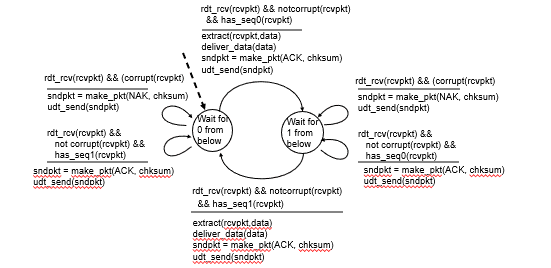 rdt_rcv(rcvpkt) && notcorrupt(rcvpkt)
&& has_seq0(rcvpkt)
extract(rcvpkt,data)
deliver_data(data)
sndpkt = make_pkt(ACK, chksum)
udt_send(sndpkt)
rdt_rcv(rcvpkt) && (corrupt(rcvpkt)
sndpkt = make_pkt(NAK, chksum)
udt_send(sndpkt)
rdt_rcv(rcvpkt) &&
not corrupt(rcvpkt) &&
has_seq1(rcvpkt)
sndpkt = make_pkt(ACK, chksum)
udt_send(sndpkt)
Wait for
0 from
below
Wait for
1 from
below
rdt_rcv(rcvpkt) && (corrupt(rcvpkt)
sndpkt = make_pkt(NAK, chksum)
udt_send(sndpkt)
rdt_rcv(rcvpkt) &&
not corrupt(rcvpkt) &&
has_seq0(rcvpkt)
sndpkt = make_pkt(ACK, chksum)
udt_send(sndpkt)
rdt_rcv(rcvpkt) && notcorrupt(rcvpkt)
&& has_seq1(rcvpkt)
extract(rcvpkt,data)
deliver_data(data)
sndpkt = make_pkt(ACK, chksum)
udt_send(sndpkt)